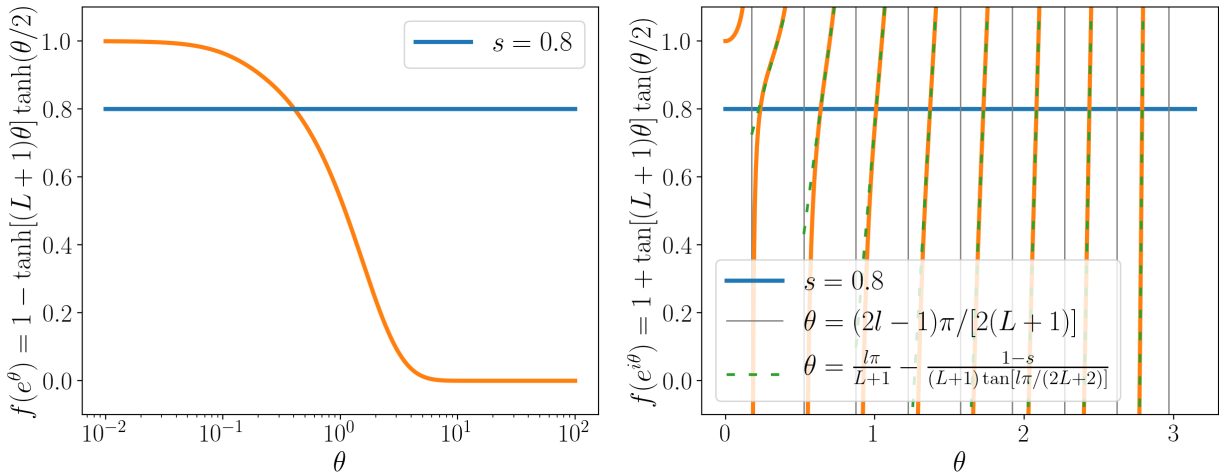 f(e^θ) = 1 − tanh[(L + 1)θ] tanh(θ/2)
1.0
0.8
0.6
0.4
0.2
0.0
s = 0.8
10^−2
10^−1
10^0
10^1
10^2
θ
f(e^{iθ}) = 1 + tan[(L + 1)θ] tan(θ/2)
1.0
0.8
0.6
0.4
0.2
0.0
s = 0.8
θ = (2l − 1)π/[2(L + 1)]
θ = \frac{lπ}{L+1} − \frac{1−s}{(L+1) tan[lπ/(2L+2)]}
0
1
2
3
θ